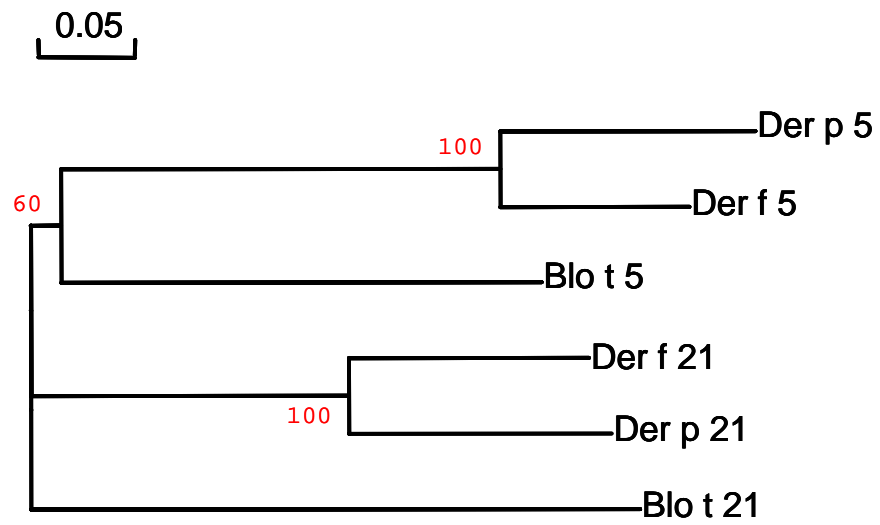 0.05
Der p 5
100
Der f 5
60
Blo t 5
Der f 21
100
Der p 21
Blo t 21